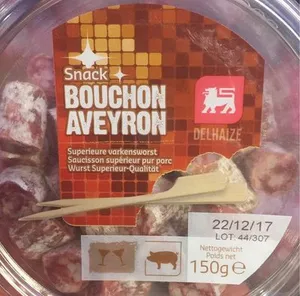 Snack
BOUCHON
AVEYRON
DELHAIZE
Superieure varkensworst
Saucisson supérieur pur porc
Wurst Superieur-Qualität
22/12/17
LOT: 44/307
Nettogewicht
Poids net
150g e